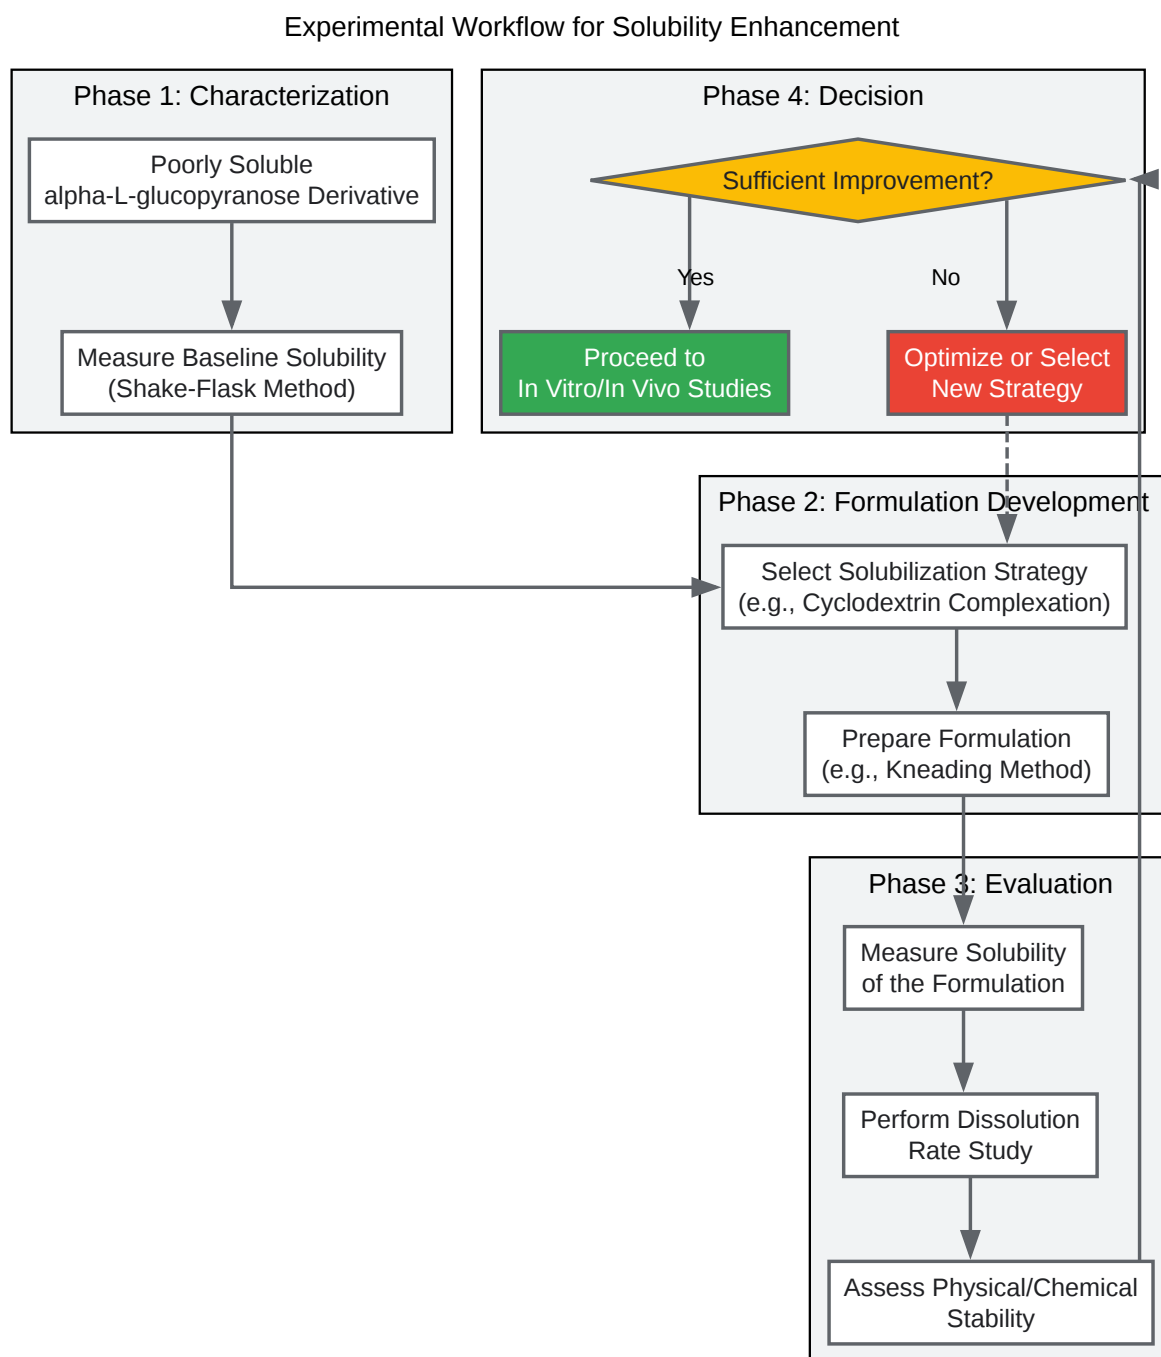 Experimental Workflow for Solubility Enhancement
Phase 1: Characterization
Poorly Soluble
alpha-L-glucopyranose Derivative
Measure Baseline Solubility
(Shake-Flask Method)
Phase 4: Decision
Sufficient Improvement?
Yes
No
Proceed to
In Vitro/In Vivo Studies
Optimize or Select
New Strategy
Phase 2: Formulation Development
Select Solubilization Strategy
(e.g., Cyclodextrin Complexation)
Prepare Formulation
(e.g., Kneading Method)
Phase 3: Evaluation
Measure Solubility
of the Formulation
Perform Dissolution
Rate Study
Assess Physical/Chemical
Stability